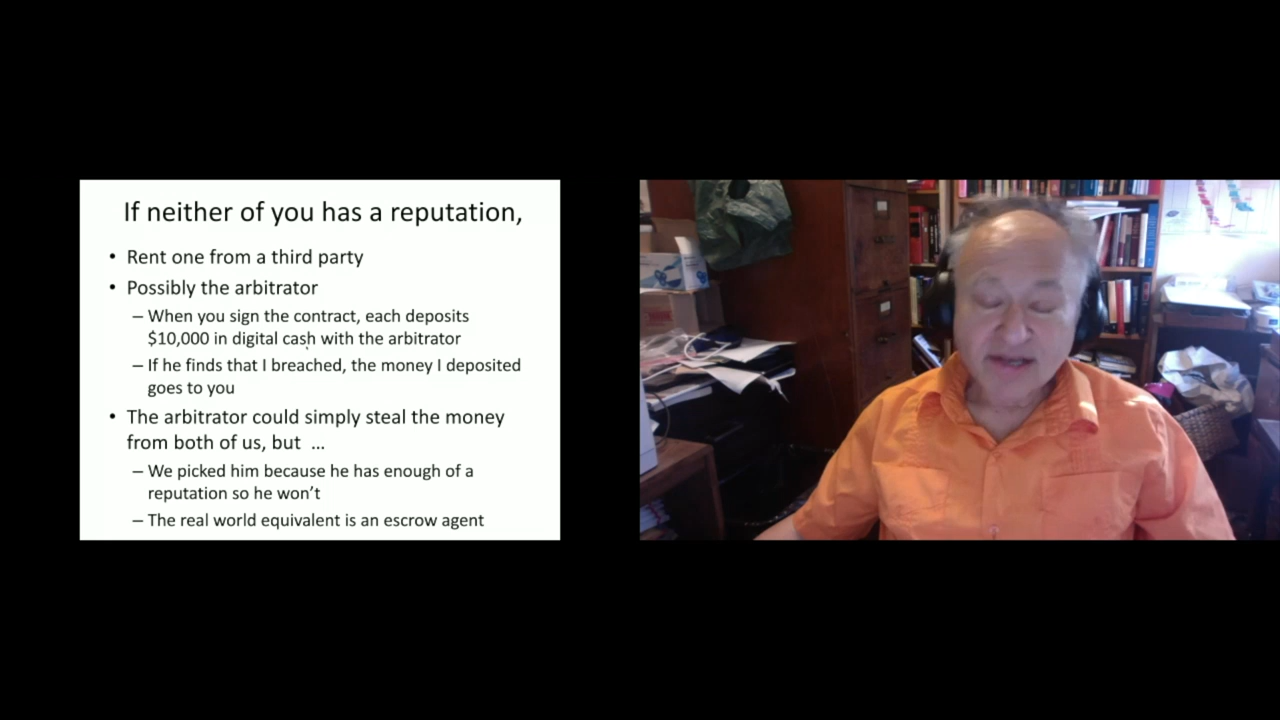 If neither of you has a reputation,
• Rent one from a third party
• Possibly the arbitrator
– When you sign the contract, each deposits
$10,000 in digital cash with the arbitrator
– If he finds that I breached, the money I deposited
goes to you
• The arbitrator could simply steal the money
from both of us, but …
– We picked him because he has enough of a
reputation so he won’t
– The real world equivalent is an escrow agent